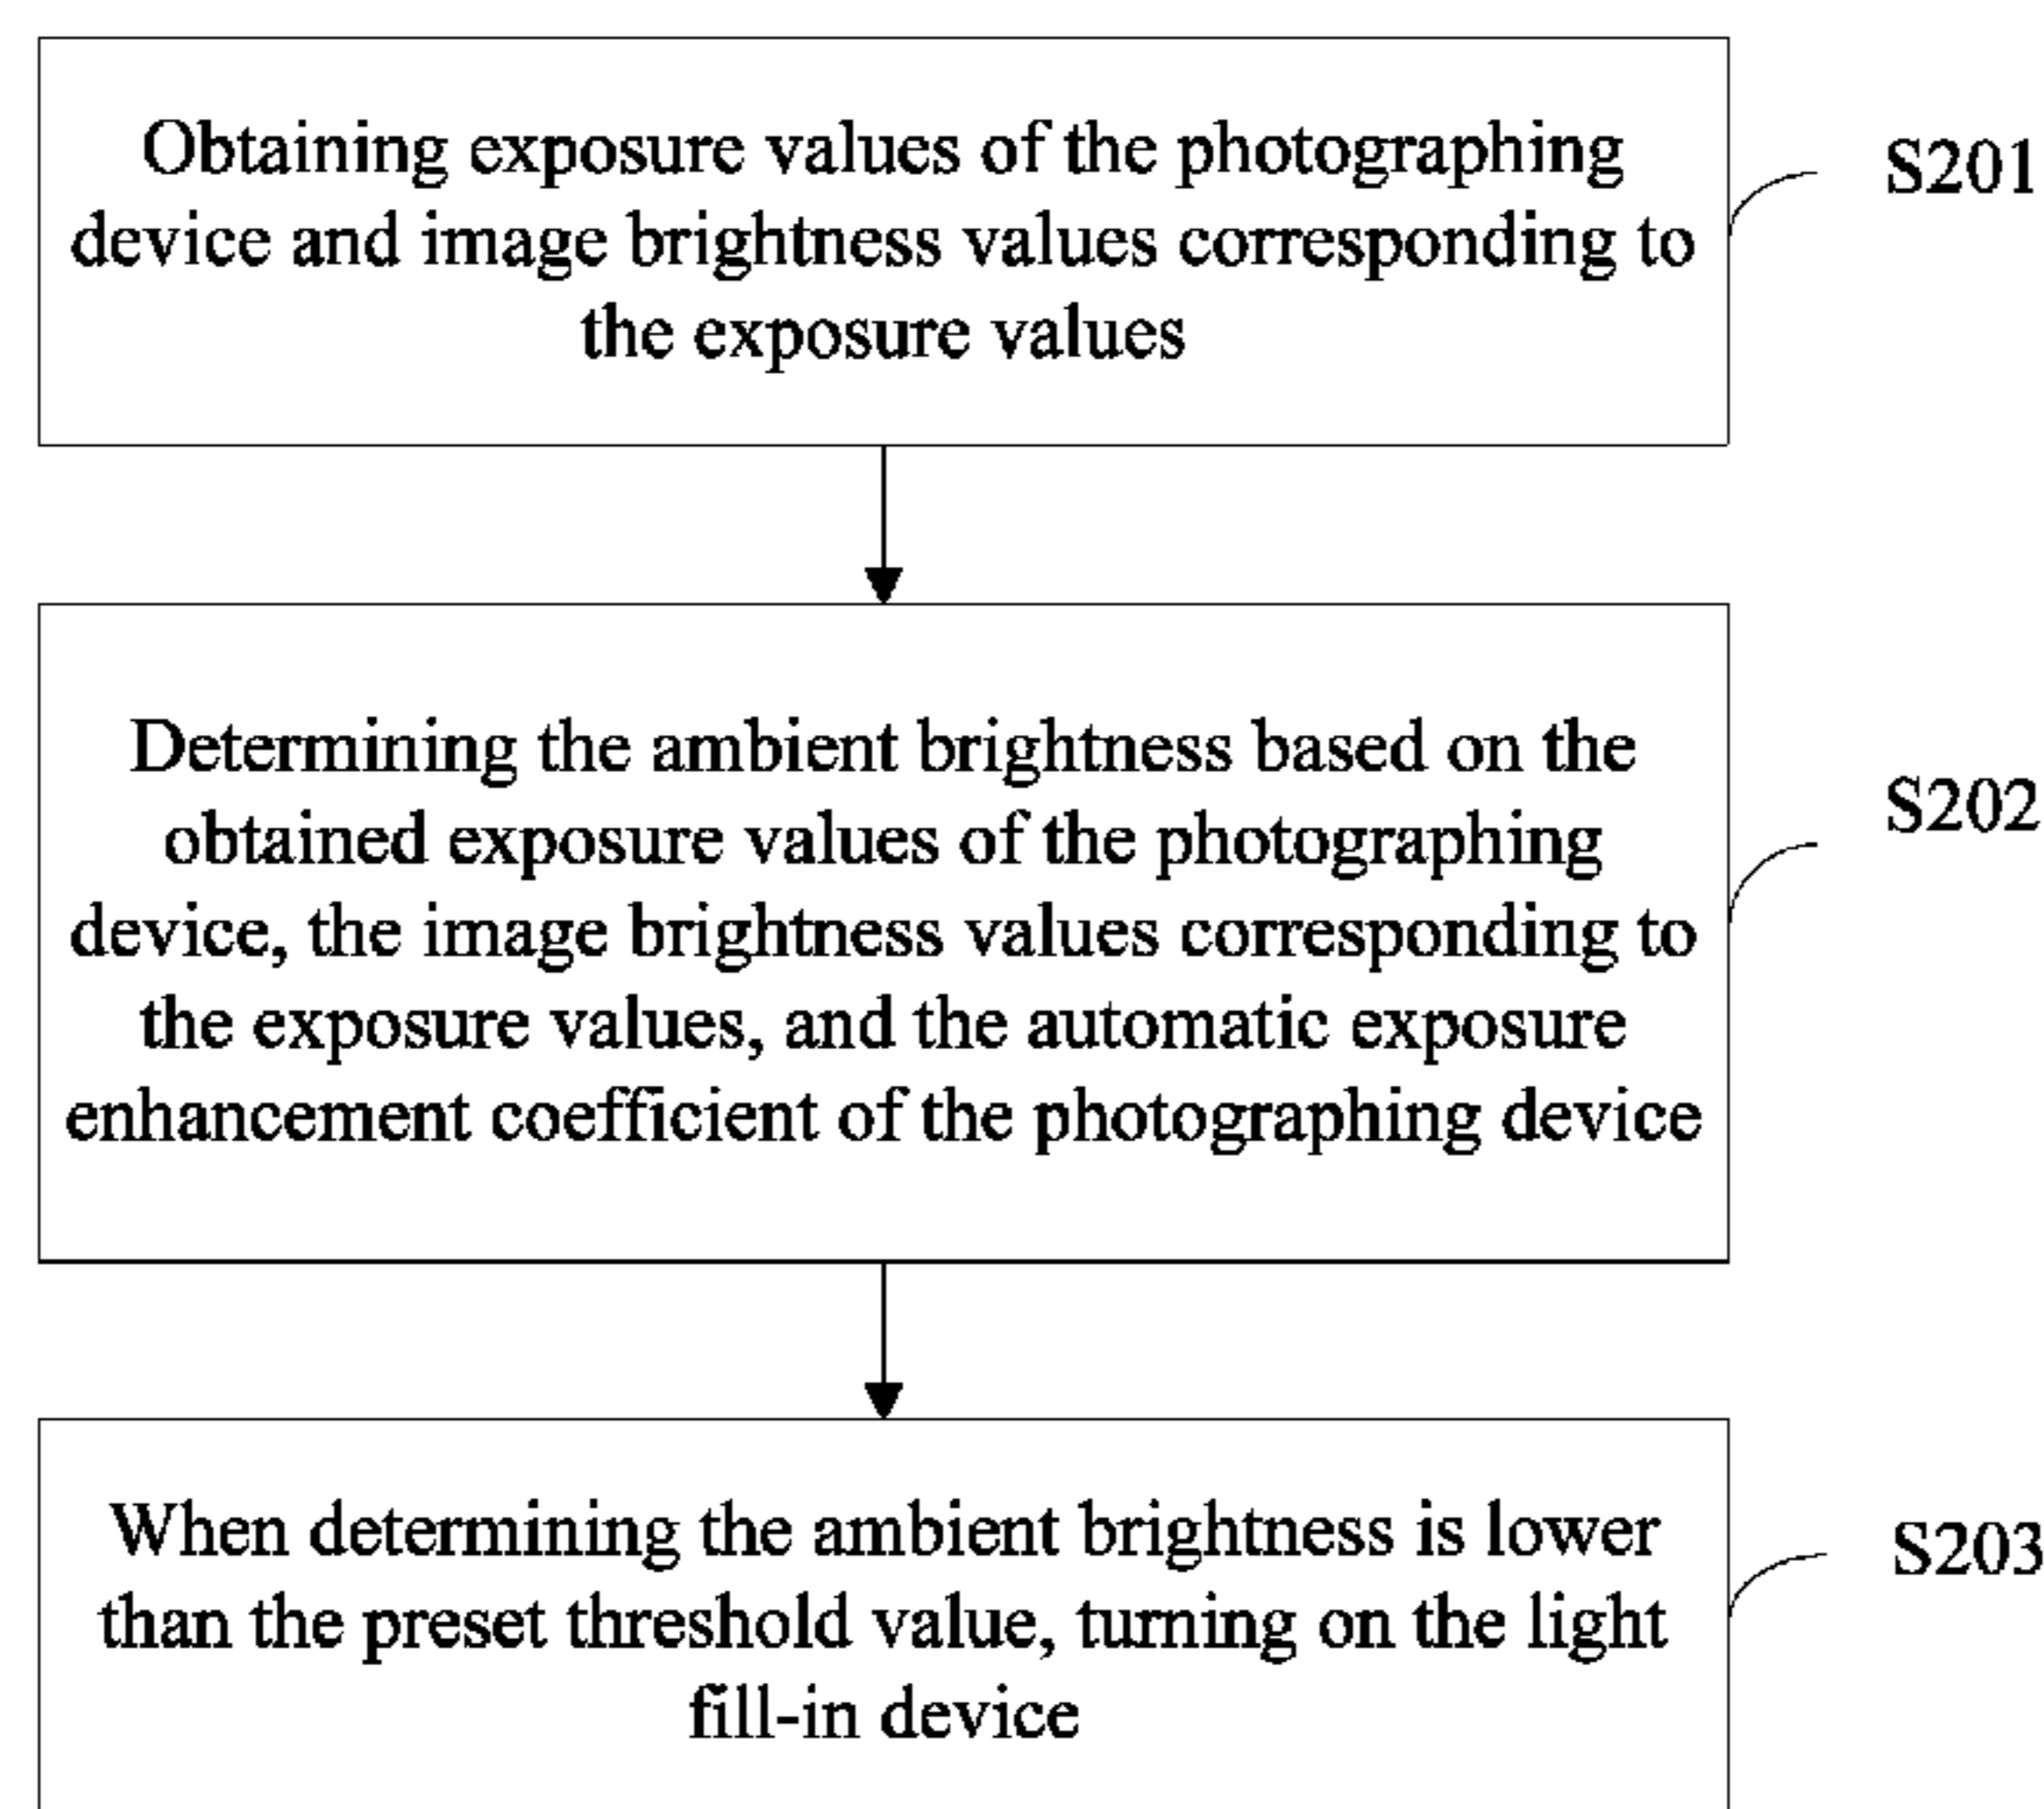 Obtaining exposure values of the photographing
device and image brightness values corresponding to
the exposure values
S201
Determining the ambient brightness based on the
obtained exposure values of the photographing
device, the image brightness values corresponding to
the exposure values, and the automatic exposure
enhancement coefficient of the photographing device
S202
When determining the ambient brightness is lower
than the preset threshold value, turning on the light
fill-in device
S203